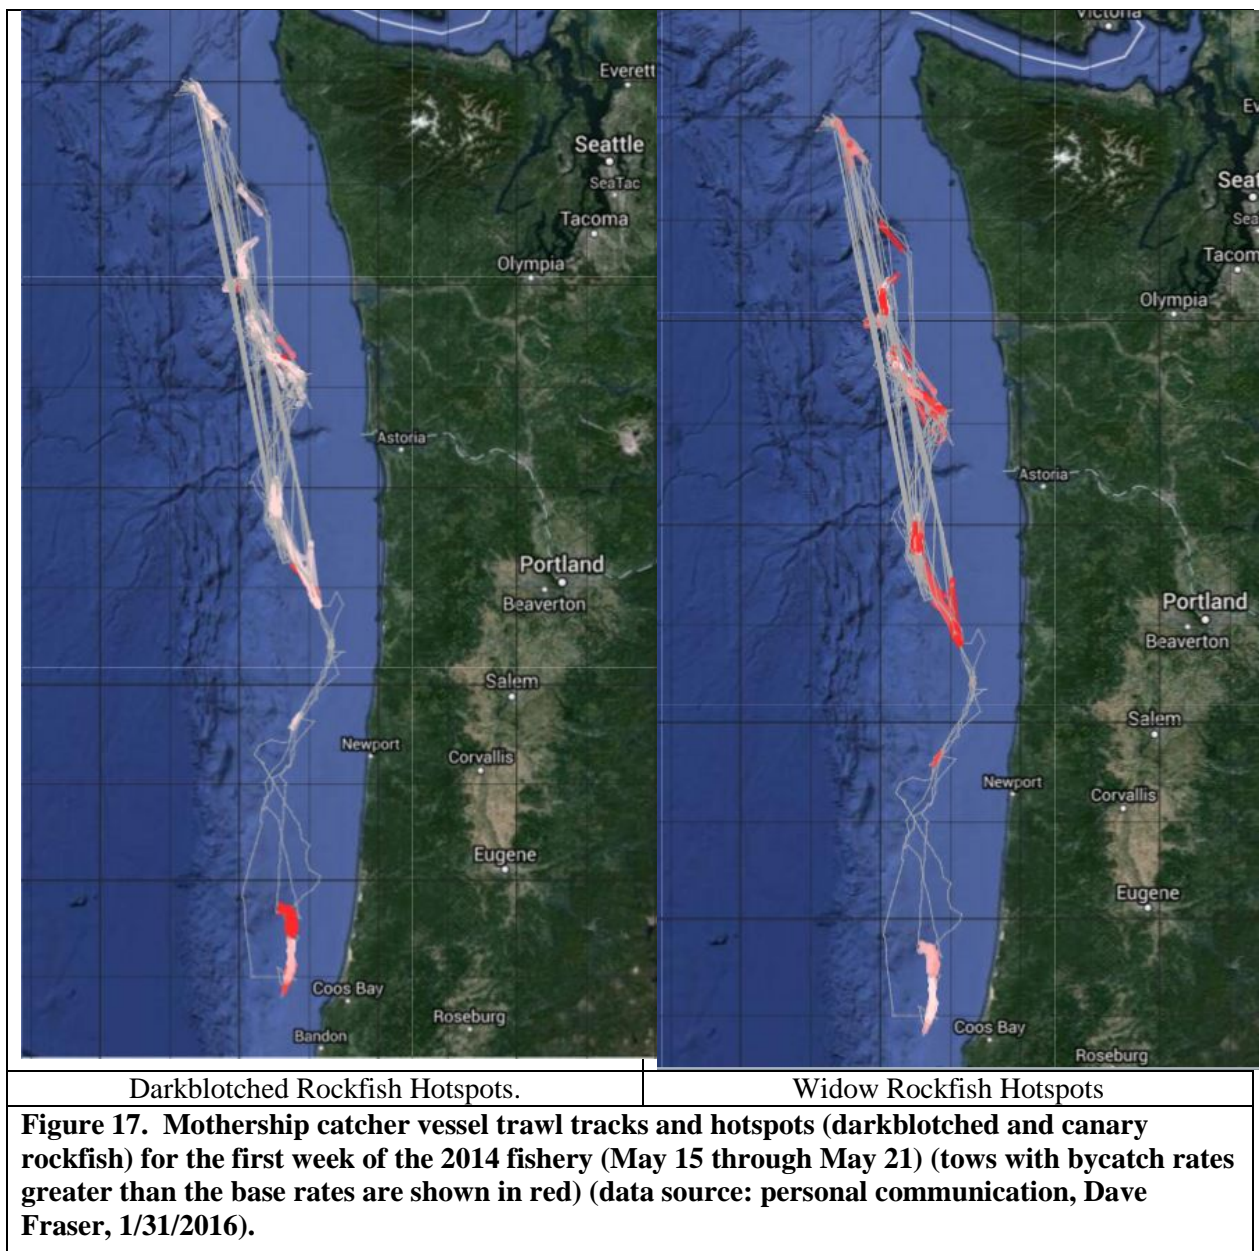 Everett
Seattle
SeaTac
Tacoma
Olympia
Astoria
Portland
Beaverton
Salem
Newport
Corvallis
Eugene
Coos Bay
Roseburg
Bandon
Victoria
Ev
Seat
Sea
Tacom
Olympia
Astoria
Portland
Beaverton
Salem
Newport
Corvallis
Eugene
Coos Bay
Roseburg
Darkblotched Rockfish Hotspots.
Widow Rockfish Hotspots
Figure 17. Mothership catcher vessel trawl tracks and hotspots (darkblotched and canary
rockfish) for the first week of the 2014 fishery (May 15 through May 21) (tows with bycatch rates
greater than the base rates are shown in red) (data source: personal communication, Dave
Fraser, 1/31/2016).